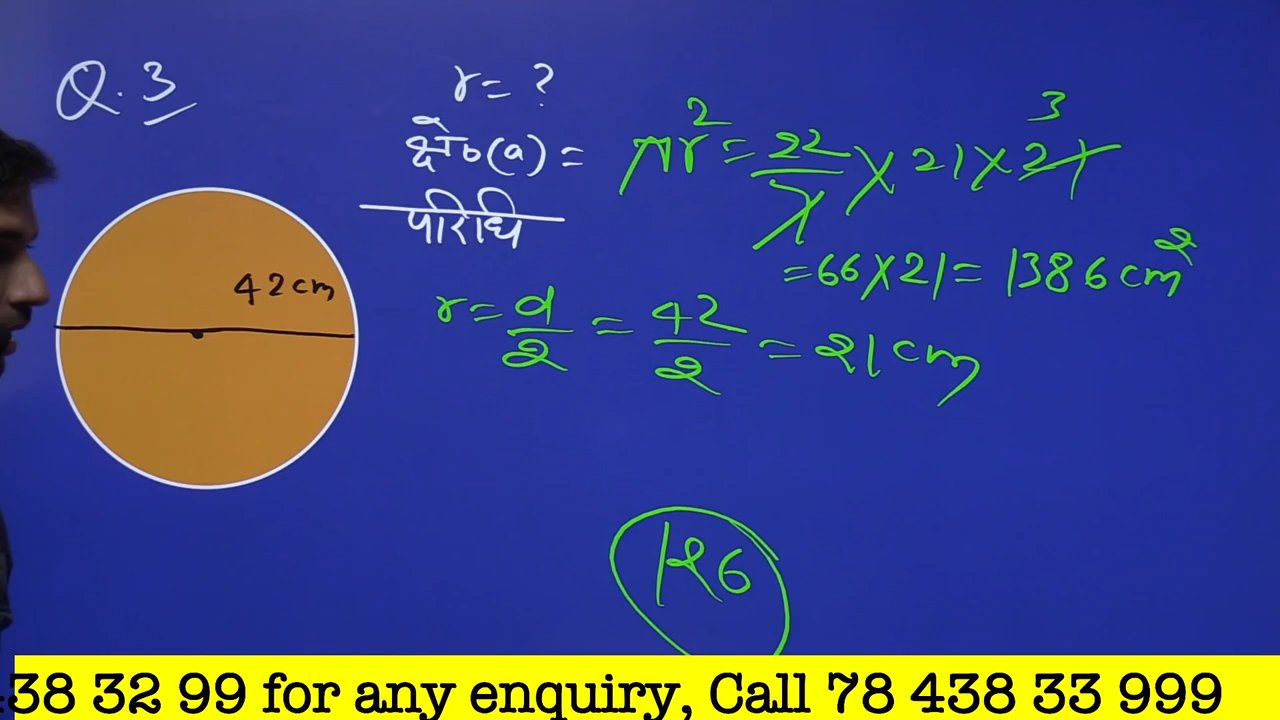 Q. 3
r = ?
क्षे० (a) = πr² = 22/7 × 21 × 21 3
परिधि
= 66 × 21 = 1386 cm²
42 cm
r = d/2 = 42/2 = 21 cm
126
38 32 99 for any enquiry, Call 78 438 33 999